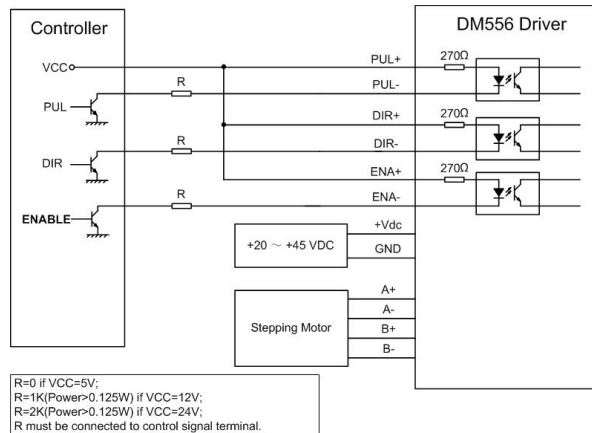 Controller
DM556 Driver
VCC
PUL+
270Ω
R
PUL-
PUL
DIR+
270Ω
R
DIR-
DIR
ENA+
270Ω
R
ENA-
ENABLE
+Vdc
+20 ～ +45 VDC
GND
A+
A-
Stepping Motor
B+
B-
R=0 if VCC=5V;
R=1K(Power>0.125W) if VCC=12V;
R=2K(Power>0.125W) if VCC=24V;
R must be connected to control signal terminal.